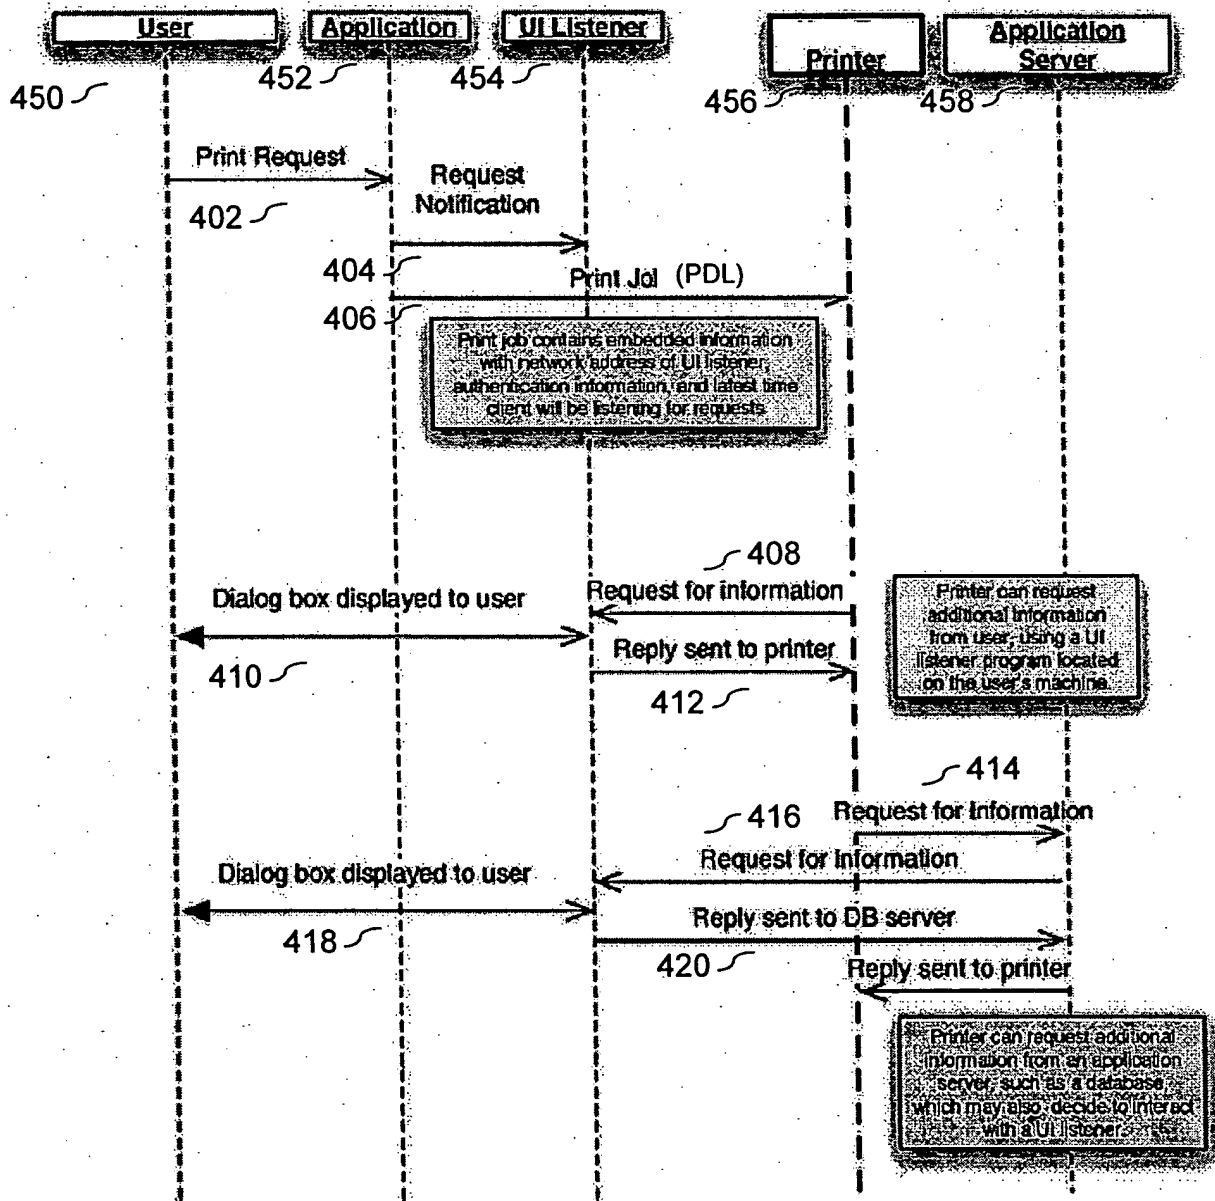 User
Application
UI Listener
Printer
Application
Server
450
452
454
456
458
Print Request
402
Request
Notification
404
Print Jol (PDL)
406
Print job contains embedded information
with network address of UI listener,
authentication information, and latest time
client will be listening for requests
408
Request for information
Dialog box displayed to user
410
Reply sent to printer
412
Printer can request
additional information
from user, using a UI
listener program located
on the user's machine.
414
Request for Information
416
Request for Information
Dialog box displayed to user
418
Reply sent to DB server
420
Reply sent to printer
Printer can request additional
information from an application
server, such as a database,
which may also decide to interact
with a UI listener.